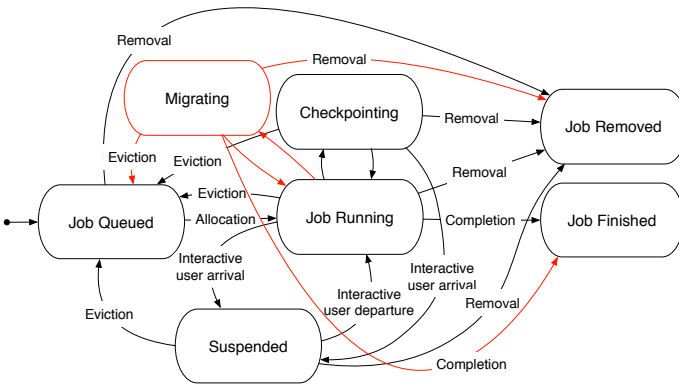 Removal
Removal
Migrating
Checkpointing
Removal
Job Removed
Eviction
Eviction
Removal
Eviction
Job Queued
Allocation
Job Running
Completion
Job Finished
Interactive
user arrival
Interactive
user arrival
Interactive
user departure
Removal
Eviction
Suspended
Completion